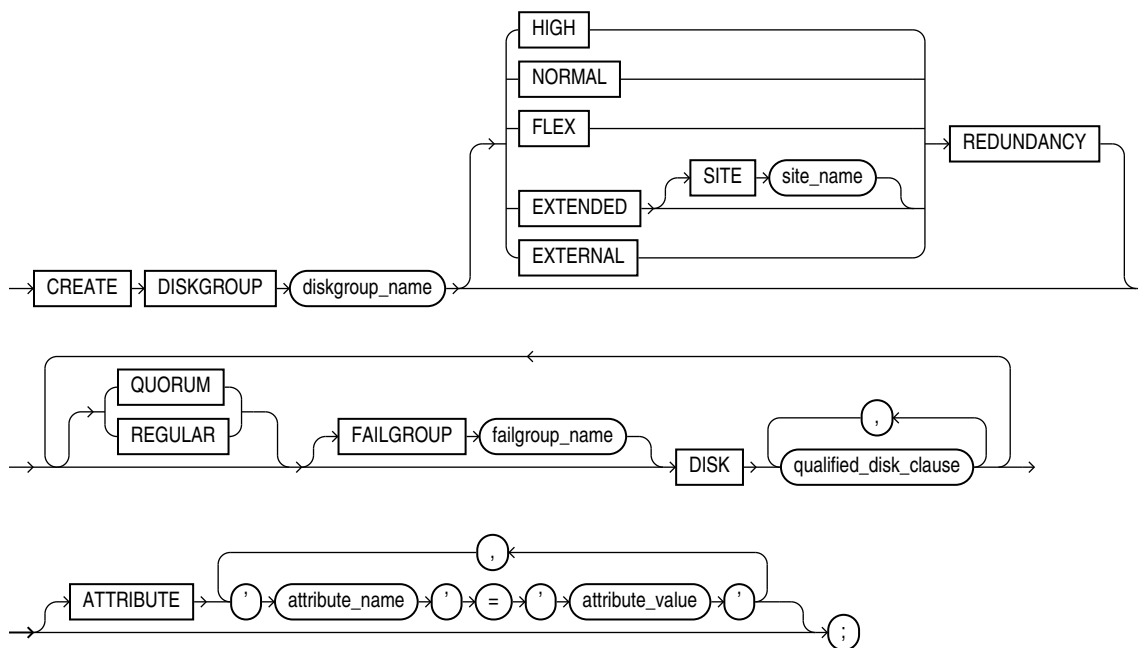 HIGH
NORMAL
FLEX
SITE site_name
EXTENDED
EXTERNAL
REDUNDANCY
CREATE DISKGROUP diskgroup_name
QUORUM
REGULAR
FAILGROUP failgroup_name
DISK
,
qualified_disk_clause
,
ATTRIBUTE ' attribute_name ' = ' attribute_value '
;